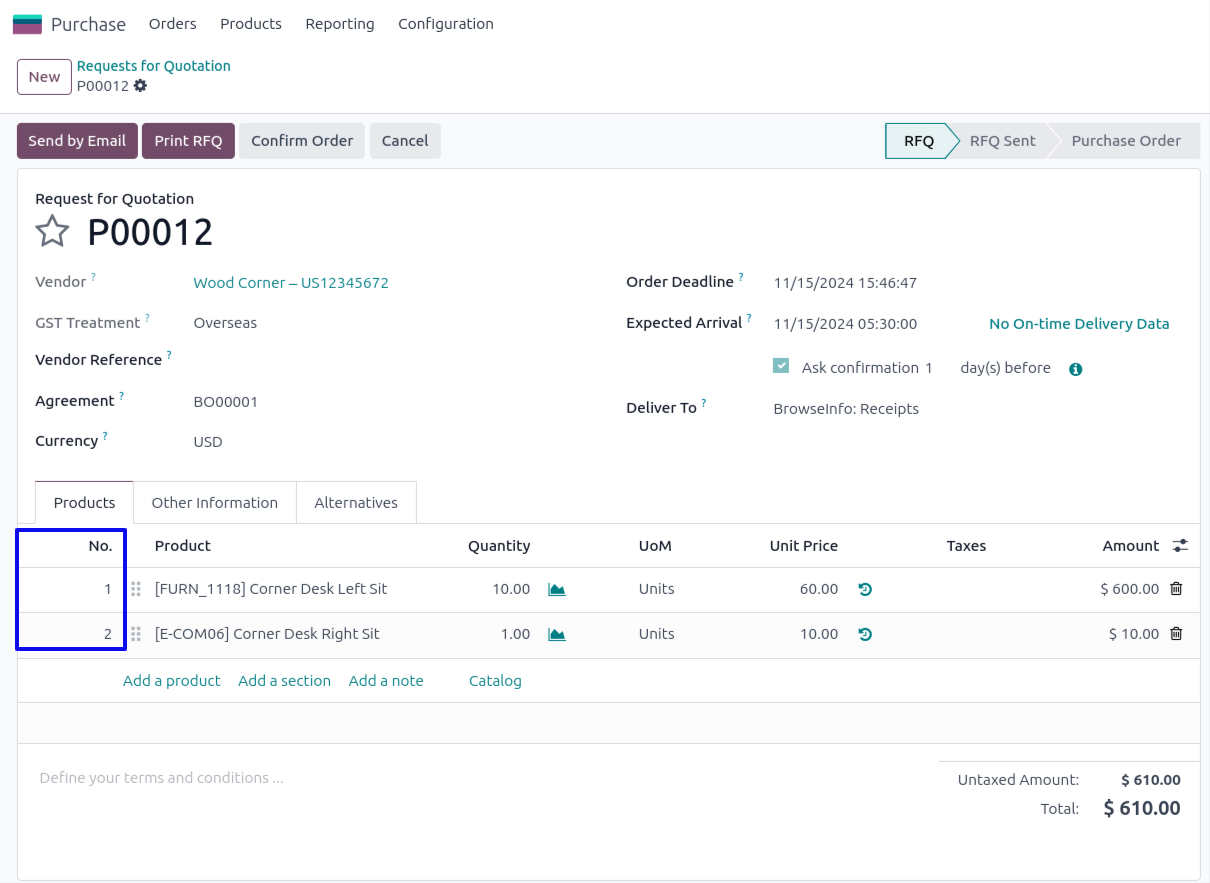 Purchase Orders Products Reporting Configuration
New Requests for Quotation
P00012
Send by Email Print RFQ Confirm Order Cancel RFQ RFQ Sent Purchase Order
Request for Quotation
P00012
Vendor ? Wood Corner – US12345672
GST Treatment ? Overseas
Vendor Reference ?
Agreement ? BO00001
Currency ? USD
Order Deadline ? 11/15/2024 15:46:47
Expected Arrival ? 11/15/2024 05:30:00 No On-time Delivery Data
Ask confirmation 1 day(s) before
Deliver To ? BrowseInfo: Receipts
Products Other Information Alternatives
No. Product Quantity UoM Unit Price Taxes Amount
1 [FURN_1118] Corner Desk Left Sit 10.00 Units 60.00 $ 600.00
2 [E-COM06] Corner Desk Right Sit 1.00 Units 10.00 $ 10.00
Add a product Add a section Add a note Catalog
Define your terms and conditions ...
Untaxed Amount: $ 610.00
Total: $ 610.00